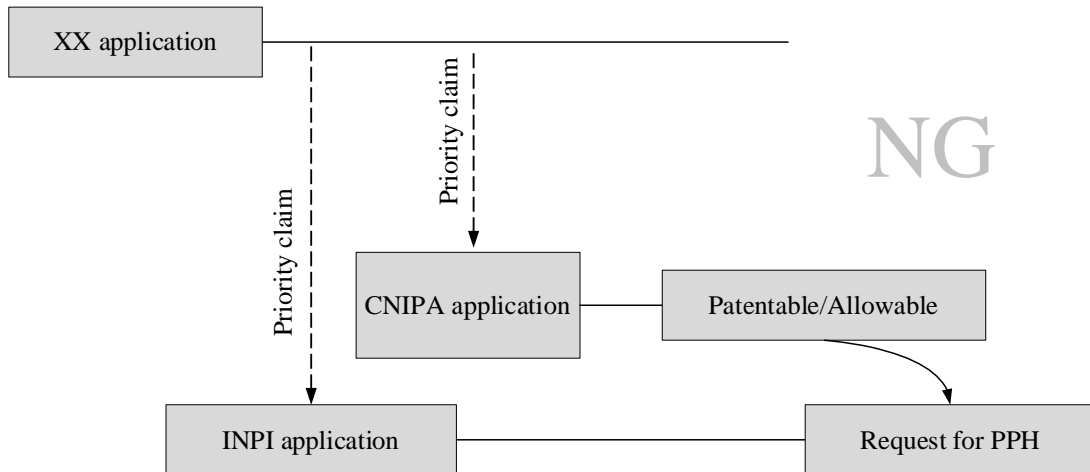 XX application
Priority claim
Priority claim
NG
CNIPA application
Patentable/Allowable
INPI application
Request for PPH